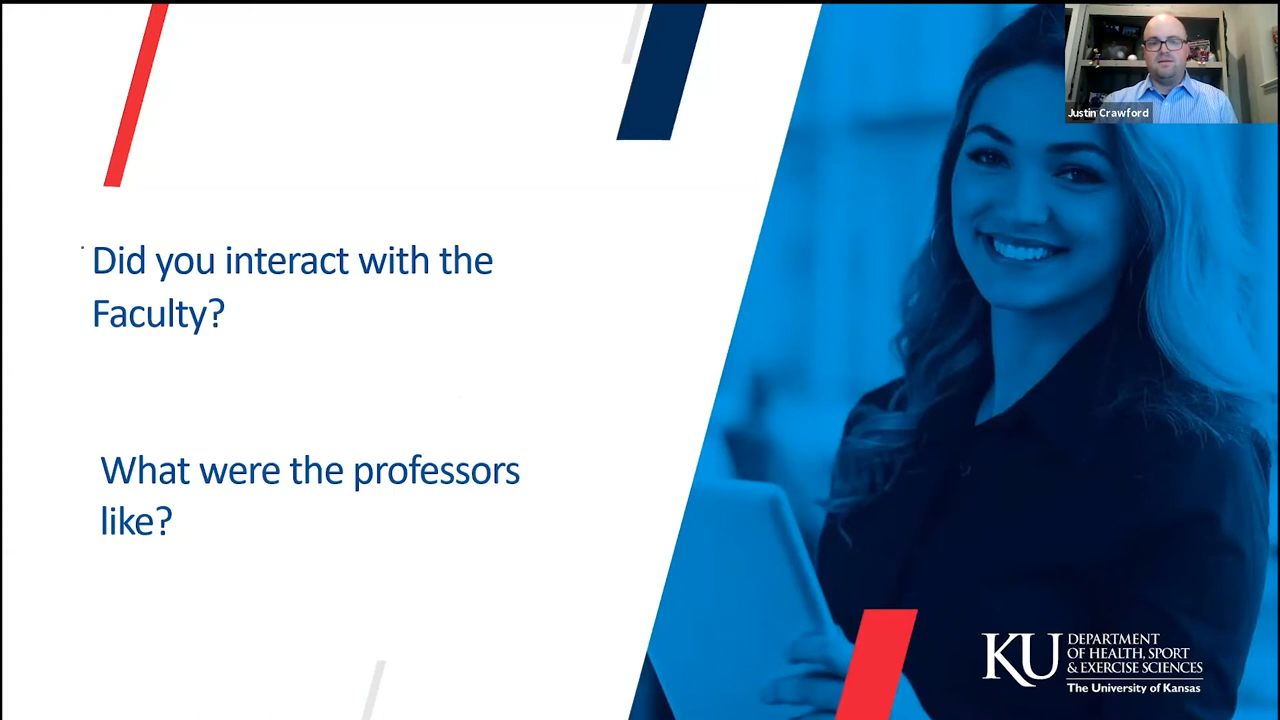 Justin Crawford
Did you interact with the
Faculty?
What were the professors
like?
KU
DEPARTMENT
OF HEALTH, SPORT
& EXERCISE SCIENCES
The University of Kansas